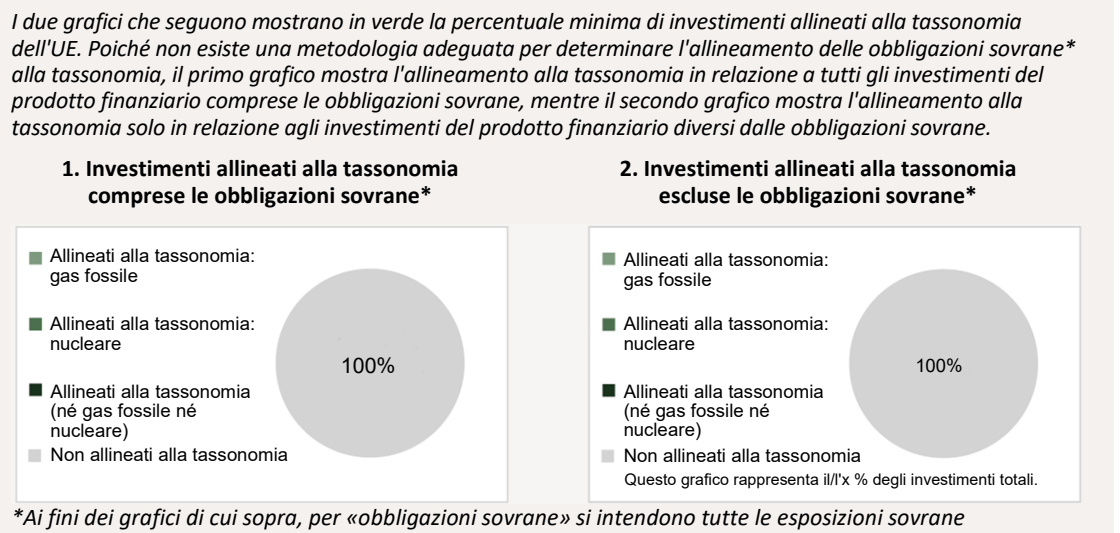 I due grafici che seguono mostrano in verde la percentuale minima di investimenti allineati alla tassonomia
dell'UE. Poiché non esiste una metodologia adeguata per determinare l'allineamento delle obbligazioni sovrane*
alla tassonomia, il primo grafico mostra l'allineamento alla tassonomia in relazione a tutti gli investimenti del
prodotto finanziario comprese le obbligazioni sovrane, mentre il secondo grafico mostra l'allineamento alla
tassonomia solo in relazione agli investimenti del prodotto finanziario diversi dalle obbligazioni sovrane.
1. Investimenti allineati alla tassonomia
comprese le obbligazioni sovrane*
Allineati alla tassonomia:
gas fossile
Allineati alla tassonomia:
nucleare
Allineati alla tassonomia
(né gas fossile né
nucleare)
Non allineati alla tassonomia
100%
2. Investimenti allineati alla tassonomia
escluse le obbligazioni sovrane*
Allineati alla tassonomia:
gas fossile
Allineati alla tassonomia:
nucleare
Allineati alla tassonomia
(né gas fossile né
nucleare)
Non allineati alla tassonomia
100%
Questo grafico rappresenta il/l'x % degli investimenti totali.
*Ai fini dei grafici di cui sopra, per «obbligazioni sovrane» si intendono tutte le esposizioni sovrane